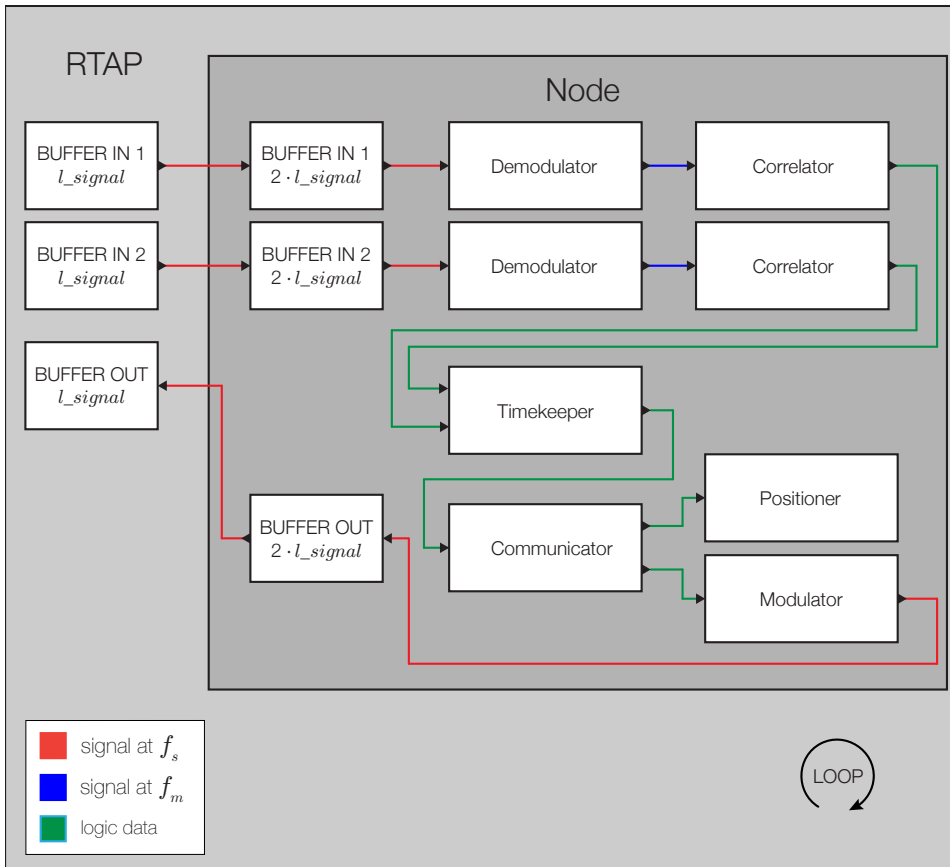 RTAP
Node
BUFFER IN 1
l_signal
BUFFER IN 1
2 · l_signal
Demodulator
Correlator
BUFFER IN 2
l_signal
BUFFER IN 2
2 · l_signal
Demodulator
Correlator
BUFFER OUT
l_signal
Timekeeper
Positioner
BUFFER OUT
2 · l_signal
Communicator
Modulator
signal at f_s
signal at f_m
logic data
LOOP